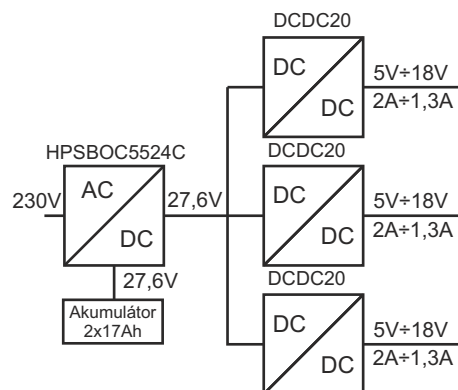 DCDC20
DC
DC
5V÷18V
2A÷1,3A
HPSBOC5524C
230V
AC
DC
27,6V
27,6V
Akumulátor
2x17Ah
DCDC20
DC
DC
5V÷18V
2A÷1,3A
DCDC20
DC
DC
5V÷18V
2A÷1,3A